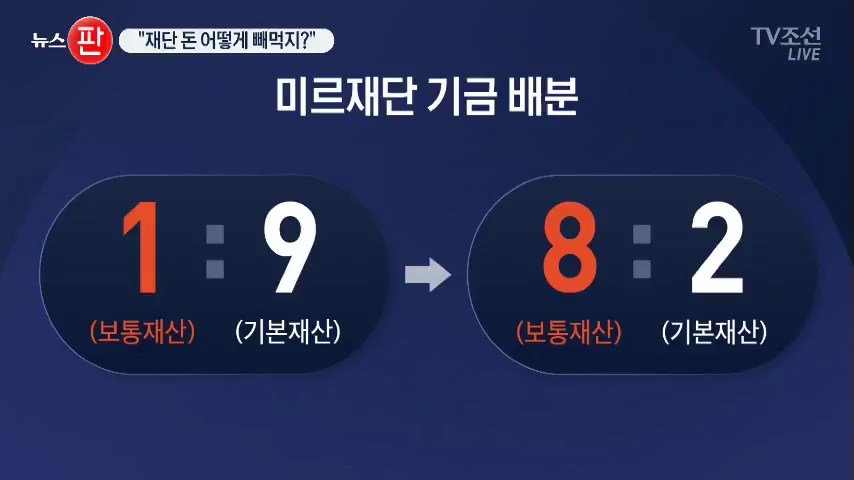 뉴스 판 "재단 돈 어떻게 빼먹지?"
TV조선
LIVE
미르재단 기금 배분
1 : 9
(보통재산) (기본재산)
8 : 2
(보통재산) (기본재산)